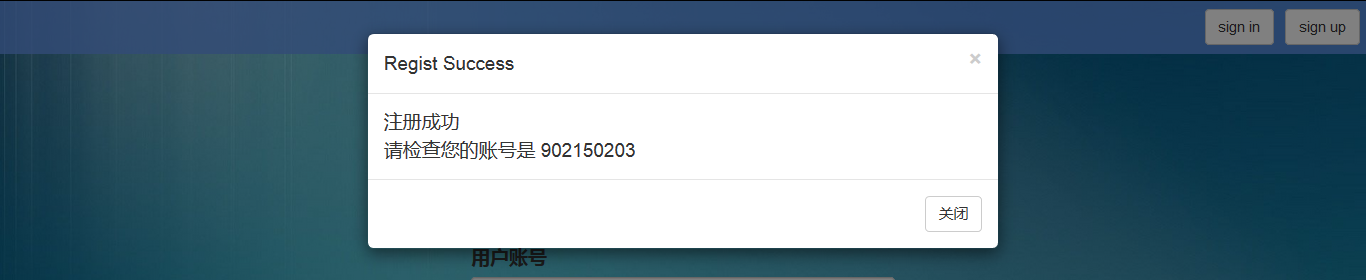 sign in
sign up
Regist Success
×
注册成功
请检查您的账号是 902150203
关闭
用户账号